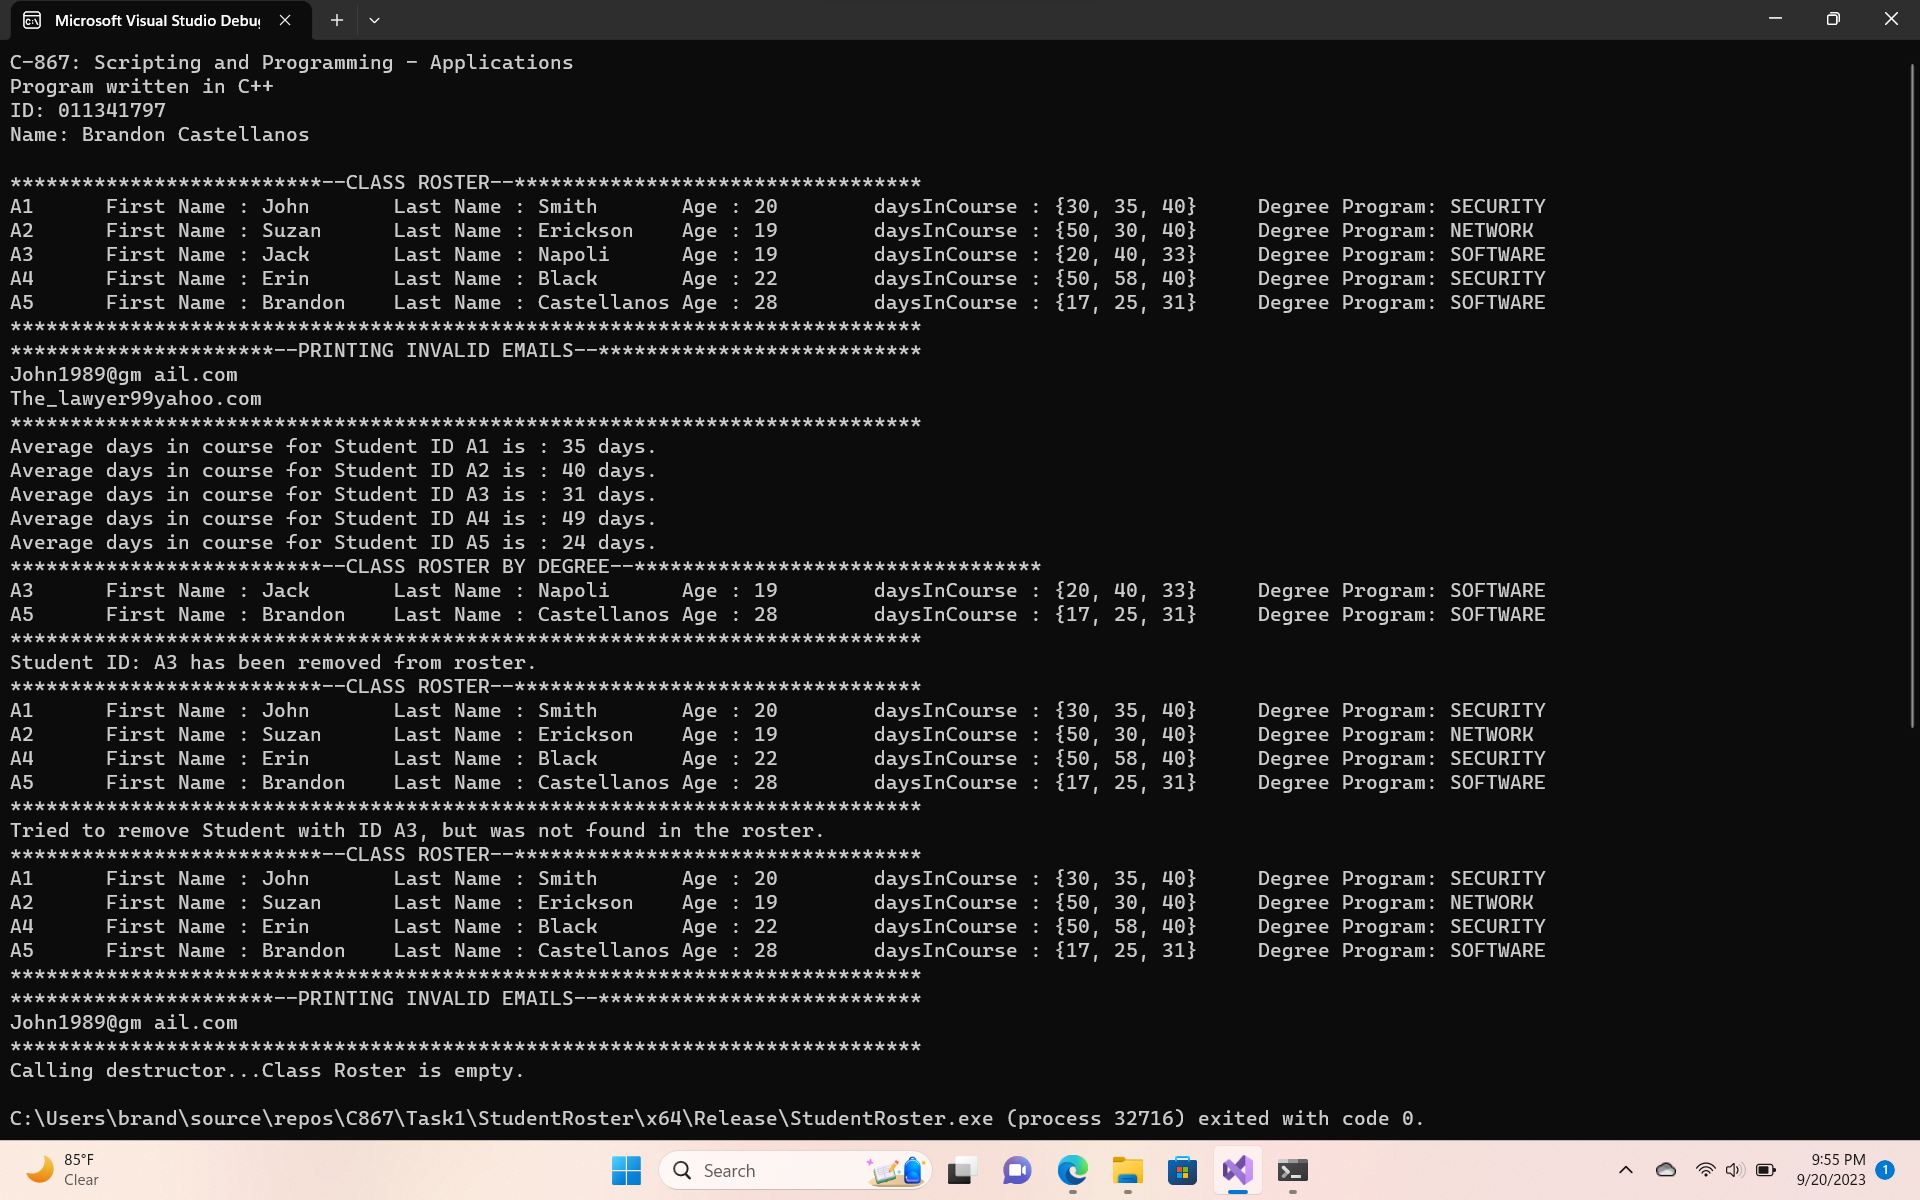 Microsoft Visual Studio Debug
C-867: Scripting and Programming - Applications
Program written in C++
ID: 011341797
Name: Brandon Castellanos
**************************--CLASS ROSTER--**********************************
A1 First Name : John Last Name : Smith Age : 20 daysInCourse : {30, 35, 40} Degree Program: SECURITY
A2 First Name : Suzan Last Name : Erickson Age : 19 daysInCourse : {50, 30, 40} Degree Program: NETWORK
A3 First Name : Jack Last Name : Napoli Age : 19 daysInCourse : {20, 40, 33} Degree Program: SOFTWARE
A4 First Name : Erin Last Name : Black Age : 22 daysInCourse : {50, 58, 40} Degree Program: SECURITY
A5 First Name : Brandon Last Name : Castellanos Age : 28 daysInCourse : {17, 25, 31} Degree Program: SOFTWARE
****************************************************************************
**********************--PRINTING INVALID EMAILS--***************************
John1989@gm ail.com
The_lawyer99yahoo.com
****************************************************************************
Average days in course for Student ID A1 is : 35 days.
Average days in course for Student ID A2 is : 40 days.
Average days in course for Student ID A3 is : 31 days.
Average days in course for Student ID A4 is : 49 days.
Average days in course for Student ID A5 is : 24 days.
**************************--CLASS ROSTER BY DEGREE--**********************************
A3 First Name : Jack Last Name : Napoli Age : 19 daysInCourse : {20, 40, 33} Degree Program: SOFTWARE
A5 First Name : Brandon Last Name : Castellanos Age : 28 daysInCourse : {17, 25, 31} Degree Program: SOFTWARE
****************************************************************************
Student ID: A3 has been removed from roster.
**************************--CLASS ROSTER--**********************************
A1 First Name : John Last Name : Smith Age : 20 daysInCourse : {30, 35, 40} Degree Program: SECURITY
A2 First Name : Suzan Last Name : Erickson Age : 19 daysInCourse : {50, 30, 40} Degree Program: NETWORK
A4 First Name : Erin Last Name : Black Age : 22 daysInCourse : {50, 58, 40} Degree Program: SECURITY
A5 First Name : Brandon Last Name : Castellanos Age : 28 daysInCourse : {17, 25, 31} Degree Program: SOFTWARE
****************************************************************************
Tried to remove Student with ID A3, but was not found in the roster.
**************************--CLASS ROSTER--**********************************
A1 First Name : John Last Name : Smith Age : 20 daysInCourse : {30, 35, 40} Degree Program: SECURITY
A2 First Name : Suzan Last Name : Erickson Age : 19 daysInCourse : {50, 30, 40} Degree Program: NETWORK
A4 First Name : Erin Last Name : Black Age : 22 daysInCourse : {50, 58, 40} Degree Program: SECURITY
A5 First Name : Brandon Last Name : Castellanos Age : 28 daysInCourse : {17, 25, 31} Degree Program: SOFTWARE
****************************************************************************
**********************--PRINTING INVALID EMAILS--***************************
John1989@gm ail.com
****************************************************************************
Calling destructor...Class Roster is empty.
C:\Users\brand\source\repos\C867\Task1\StudentRoster\x64\Release\StudentRoster.exe (process 32716) exited with code 0.
85°F
Clear
Search
9:55 PM
9/20/2023
1